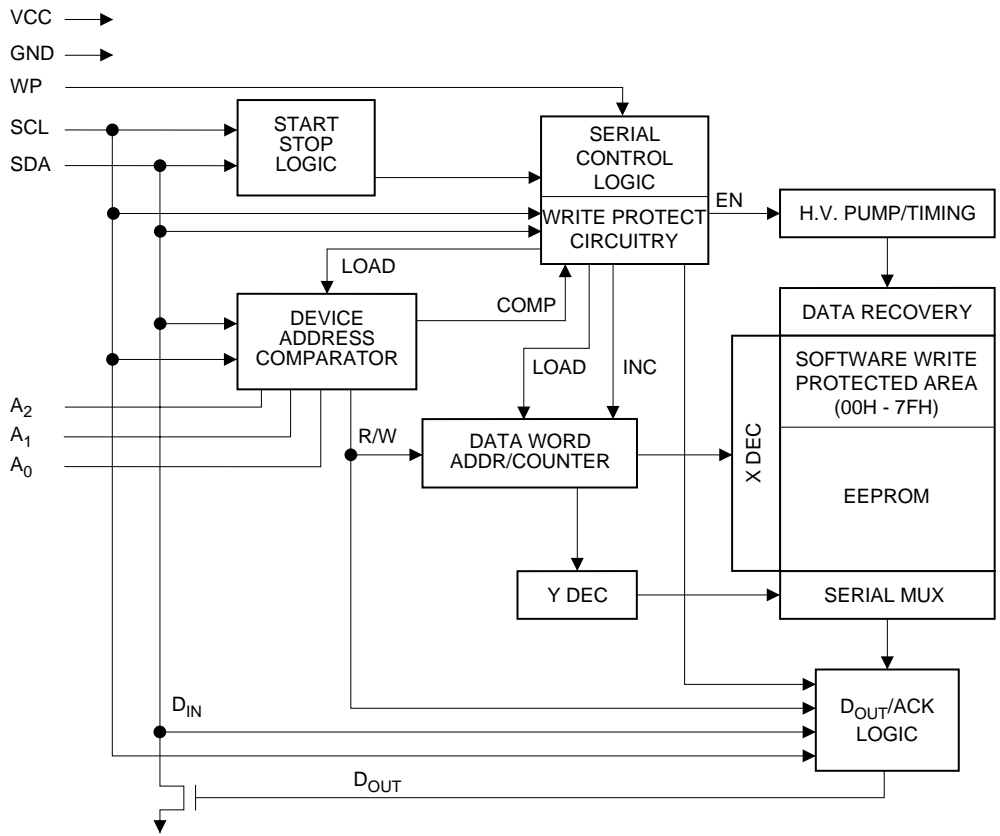 VCC
GND
WP
SCL
SDA
START
STOP
LOGIC
SERIAL
CONTROL
LOGIC
WRITE PROTECT
CIRCUITRY
EN
H.V. PUMP/TIMING
LOAD
COMP
DEVICE
ADDRESS
COMPARATOR
LOAD
INC
DATA RECOVERY
SOFTWARE WRITE
PROTECTED AREA
(00H - 7FH)
X DEC
EEPROM
A2
A1
A0
R/W
DATA WORD
ADDR/COUNTER
Y DEC
SERIAL MUX
DIN
DOUT/ACK
LOGIC
DOUT